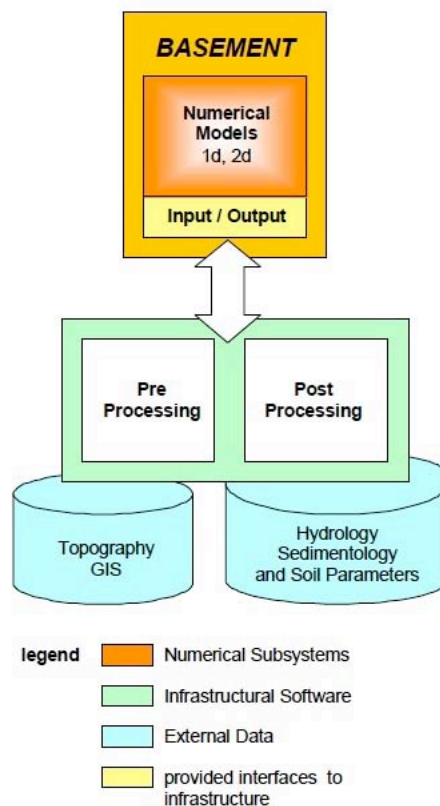 BASEMENT
Numerical
Models
1d, 2d
Input / Output
Pre
Processing
Post
Processing
Topography
GIS
Hydrology
Sedimentology
and Soil Parameters
legend
Numerical Subsystems
Infrastructural Software
External Data
provided interfaces to
infrastructure